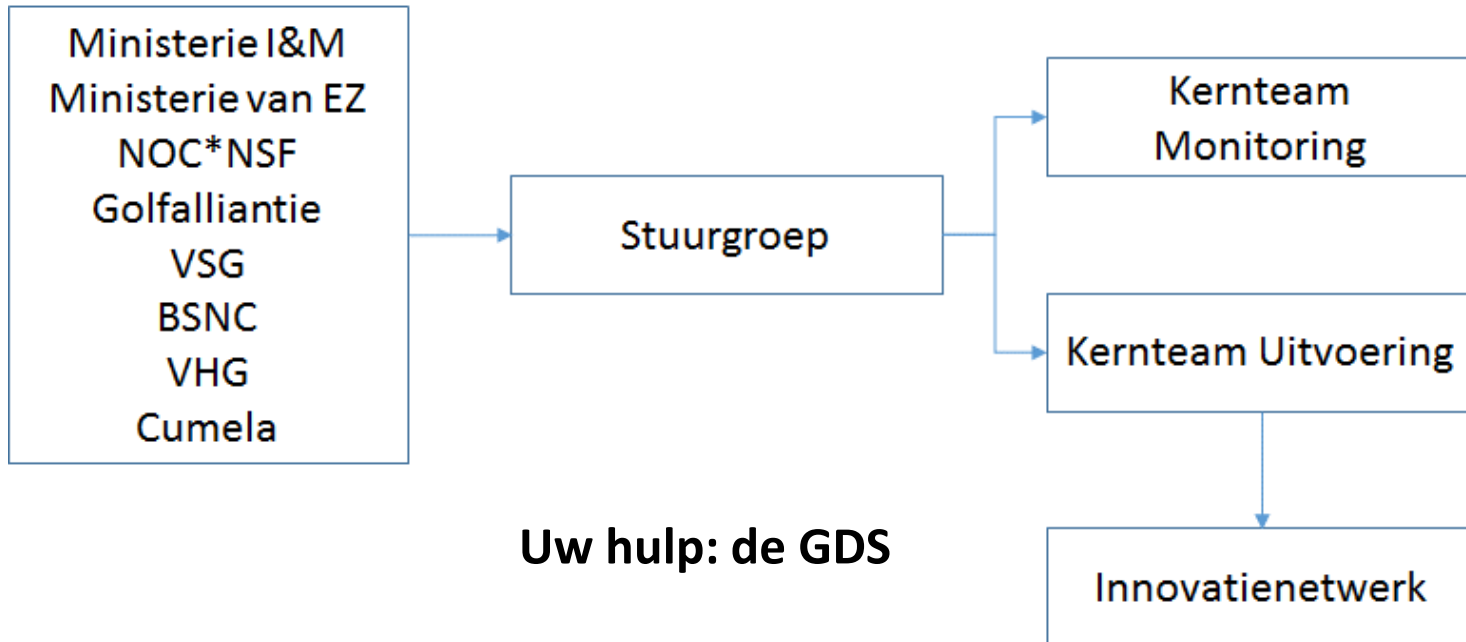 Ministerie I&M
Ministerie van EZ
NOC*NSF
Golfalliantie
VSG
BSNC
VHG
Cumela
Stuurgroep
Kernteam
Monitoring
Kernteam Uitvoering
Innovatienetwerk
Uw hulp: de GDS